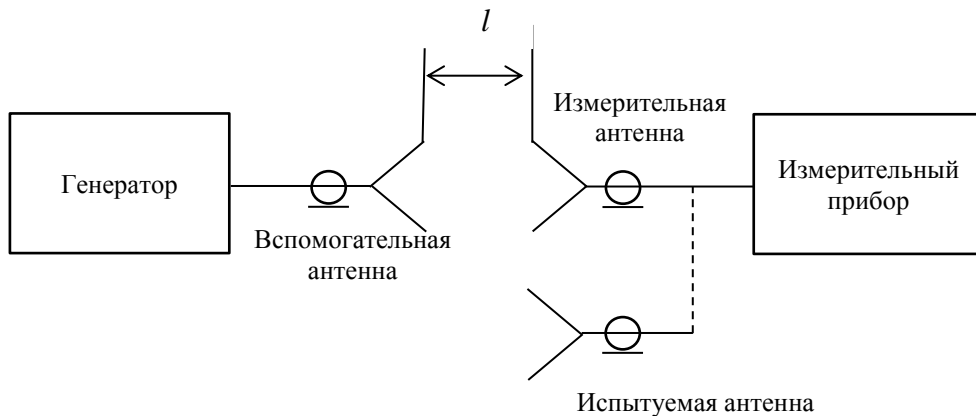 l
Измерительная
антенна
Генератор
Измерительный
прибор
Вспомогательная
антенна
Испытуемая антенна